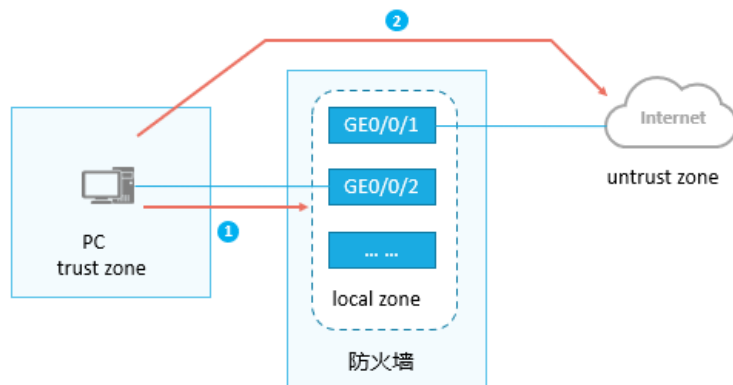 2
GE0/0/1
Internet
GE0/0/2
untrust zone
1
PC
trust zone
... ...
local zone
防火墙